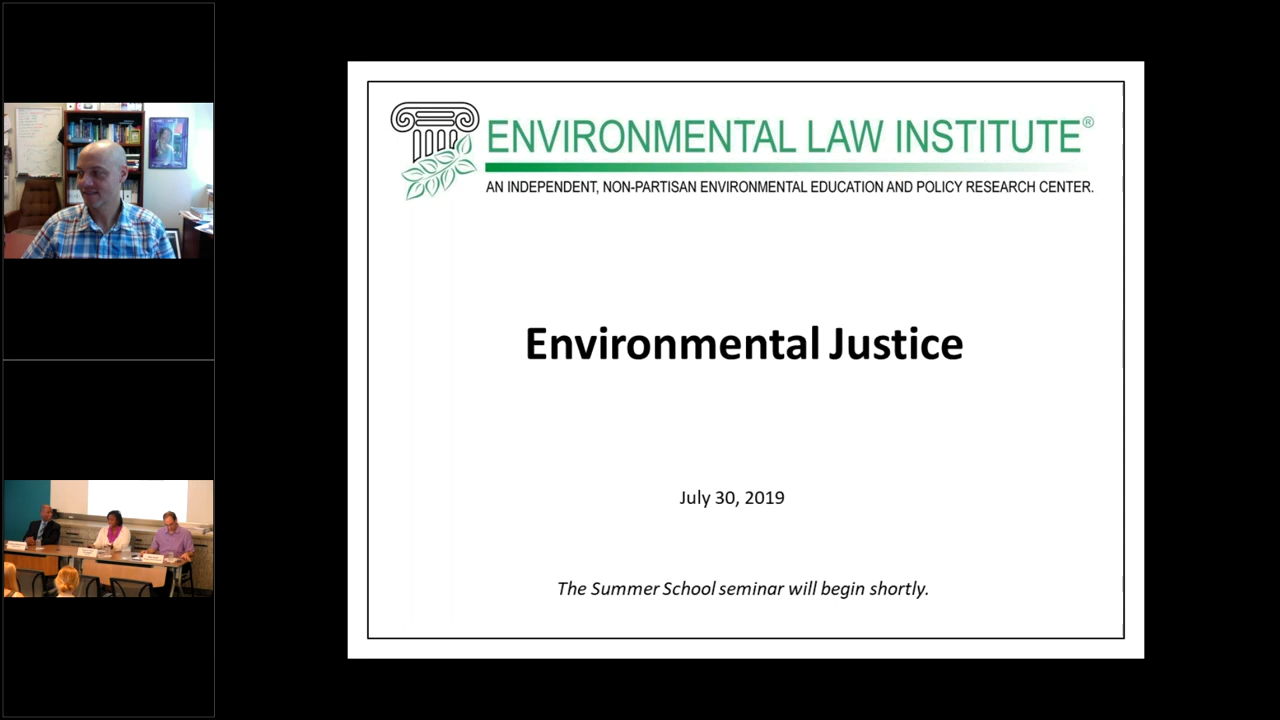 ENVIRONMENTAL LAW INSTITUTE®
AN INDEPENDENT, NON-PARTISAN ENVIRONMENTAL EDUCATION AND POLICY RESEARCH CENTER.
Environmental Justice
July 30, 2019
The Summer School seminar will begin shortly.